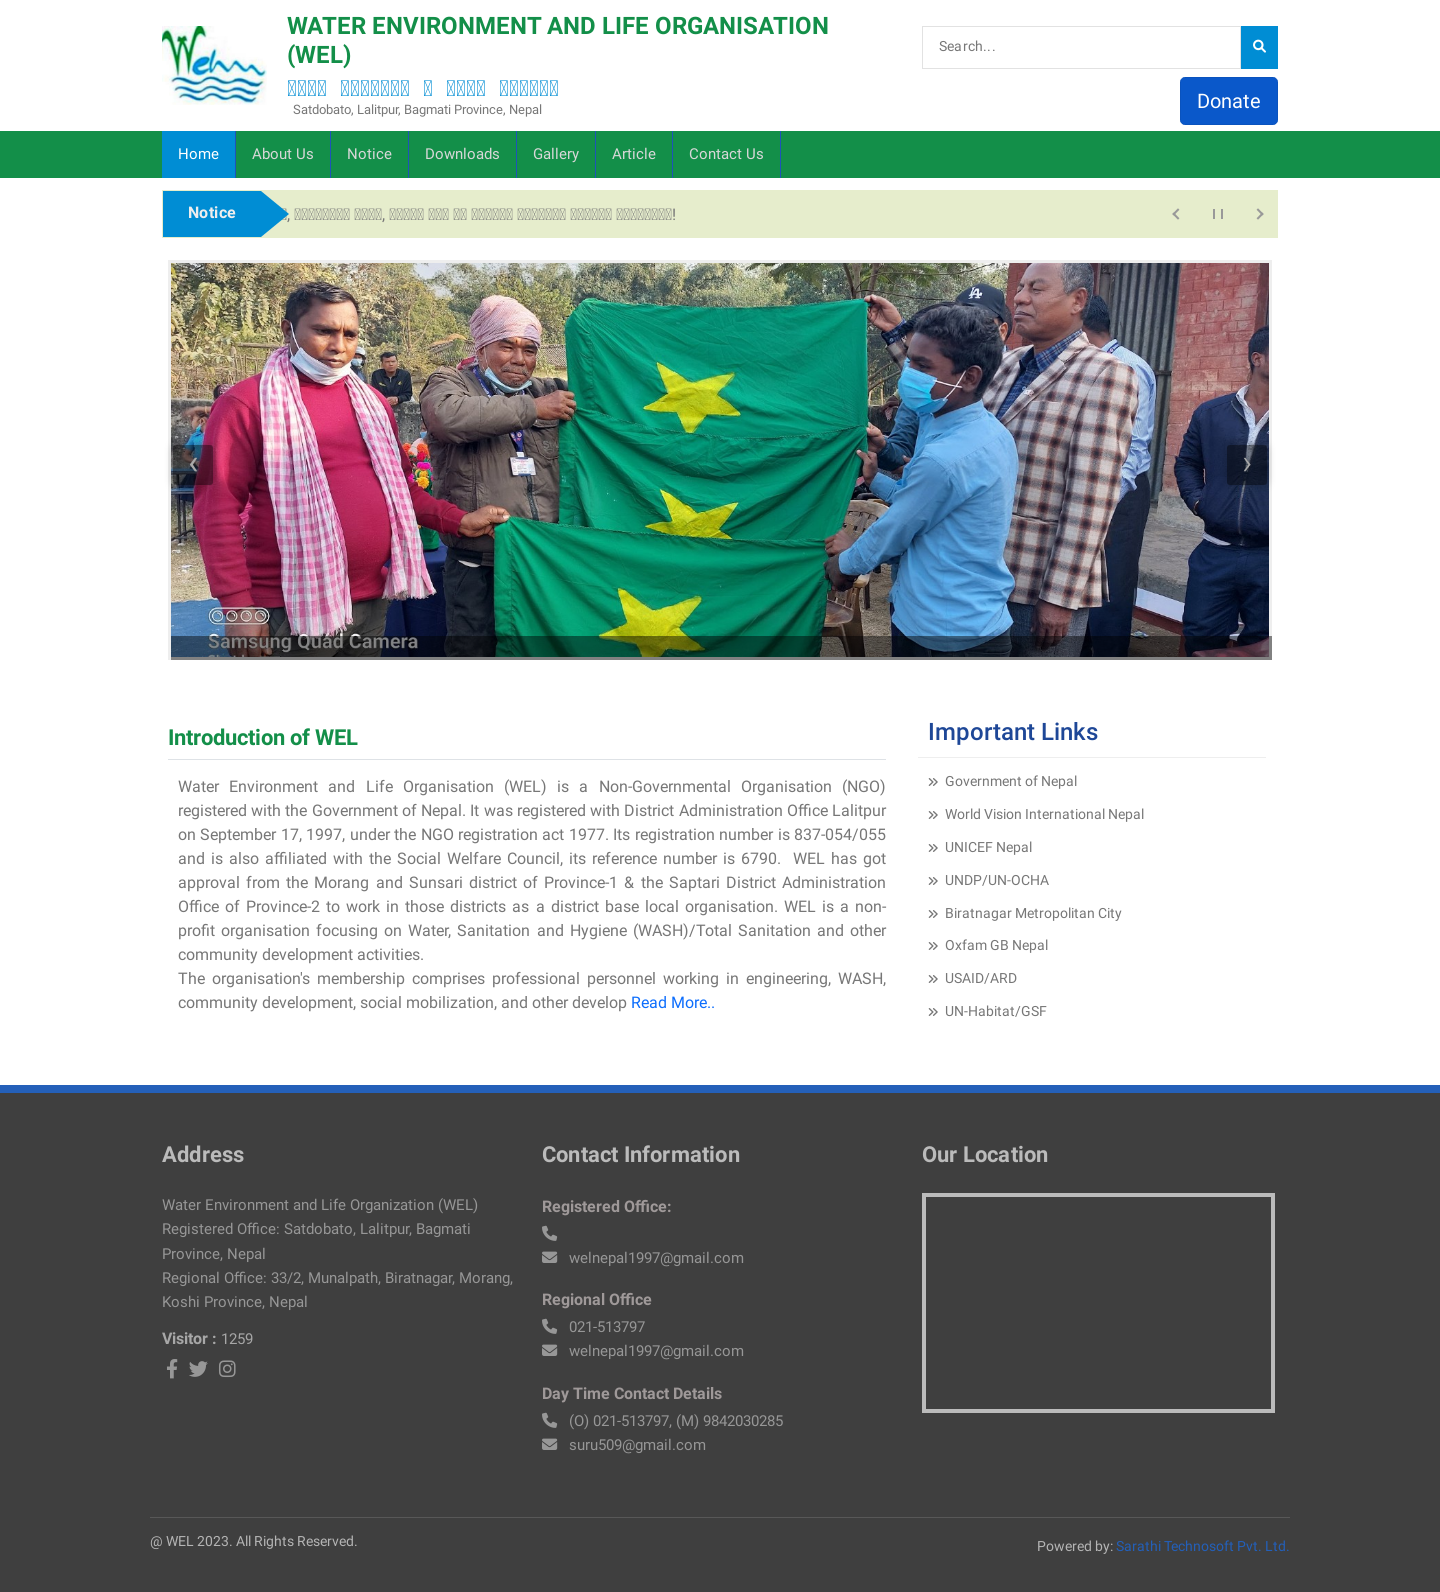 WATER ENVIRONMENT AND LIFE ORGANISATION
(WEL)
Satdobato, Lalitpur, Bagmati Province, Nepal
Search...
Donate
Home
About Us
Notice
Downloads
Gallery
Article
Contact Us
Notice
Samsung Quad Camera
Introduction of WEL
Water Environment and Life Organisation (WEL) is a Non-Governmental Organisation (NGO)
registered with the Government of Nepal. It was registered with District Administration Office Lalitpur
on September 17, 1997, under the NGO registration act 1977. Its registration number is 837-054/055
and is also affiliated with the Social Welfare Council, its reference number is 6790. WEL has got
approval from the Morang and Sunsari district of Province-1 & the Saptari District Administration
Office of Province-2 to work in those districts as a district base local organisation. WEL is a non-
profit organisation focusing on Water, Sanitation and Hygiene (WASH)/Total Sanitation and other
community development activities.
The organisation's membership comprises professional personnel working in engineering, WASH,
community development, social mobilization, and other develop Read More..
Important Links
Government of Nepal
World Vision International Nepal
UNICEF Nepal
UNDP/UN-OCHA
Biratnagar Metropolitan City
Oxfam GB Nepal
USAID/ARD
UN-Habitat/GSF
Address
Water Environment and Life Organization (WEL)
Registered Office: Satdobato, Lalitpur, Bagmati
Province, Nepal
Regional Office: 33/2, Munalpath, Biratnagar, Morang,
Koshi Province, Nepal
Visitor : 1259
Contact Information
Registered Office:
welnepal1997@gmail.com
Regional Office
021-513797
welnepal1997@gmail.com
Day Time Contact Details
(O) 021-513797, (M) 9842030285
suru509@gmail.com
Our Location
@ WEL 2023. All Rights Reserved.
Powered by: Sarathi Technosoft Pvt. Ltd.